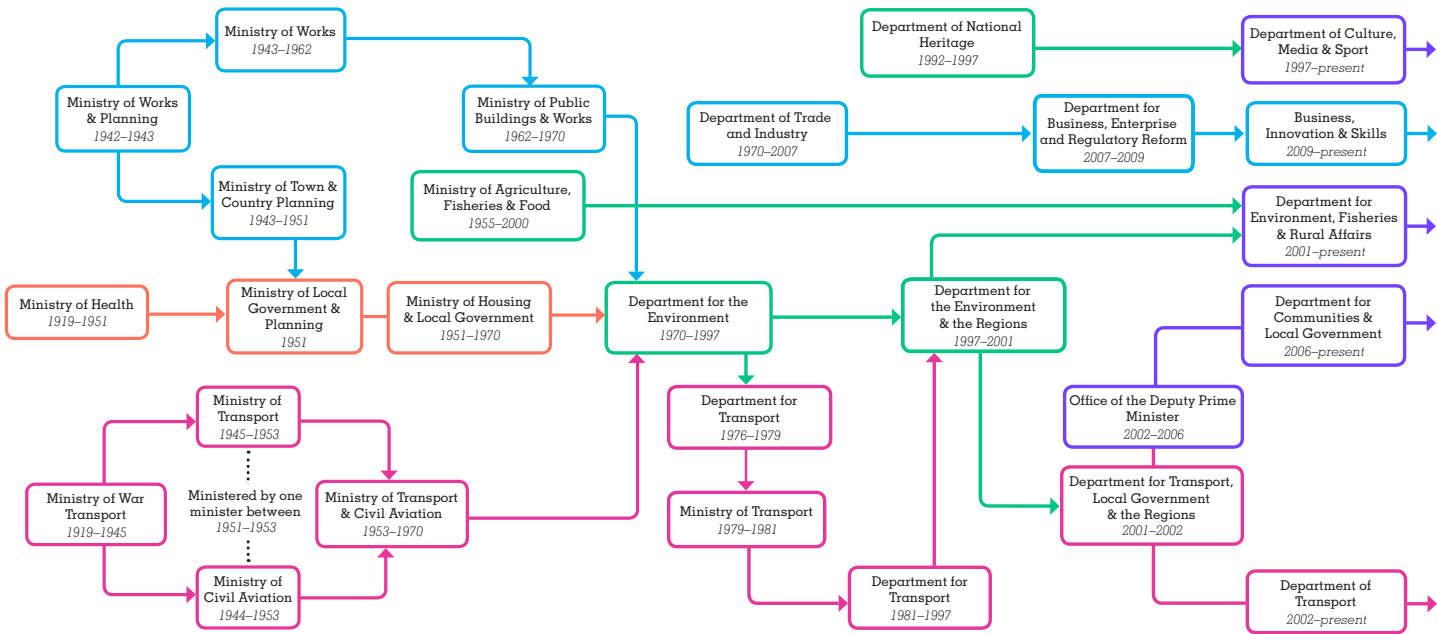 Ministry of Works
1943–1962
Department of National
Heritage
1992–1997
Department of Culture,
Media & Sport
1997–present
Ministry of Works
& Planning
1942–1943
Ministry of Public
Buildings & Works
1962–1970
Department of Trade
and Industry
1970–2007
Department for
Business, Enterprise
and Regulatory Reform
2007–2009
Business,
Innovation & Skills
2009–present
Ministry of Town &
Country Planning
1943–1951
Ministry of Agriculture,
Fisheries & Food
1955–2000
Department for
Environment, Fisheries
& Rural Affairs
2001–present
Ministry of Health
1919–1951
Ministry of Local
Government &
Planning
1951
Ministry of Housing
& Local Government
1951–1970
Department for the
Environment
1970–1997
Department for
the Environment
& the Regions
1997–2001
Department for
Communities &
Local Government
2006–present
Ministry of
Transport
1945–1953
Department for
Transport
1976–1979
Office of the Deputy Prime
Minister
2002–2006
Ministry of War
Transport
1919–1945
Ministered by one
minister between
1951–1953
Ministry of Transport
& Civil Aviation
1953–1970
Ministry of Transport
1979–1981
Department for Transport,
Local Government
& the Regions
2001–2002
Ministry of
Civil Aviation
1944–1953
Department for
Transport
1981–1997
Department of
Transport
2002–present